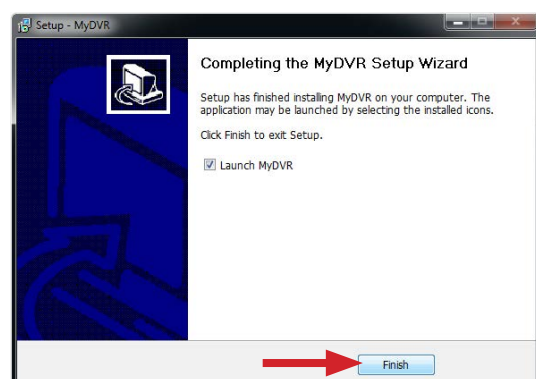 Setup - MyDVR
Completing the MyDVR Setup Wizard
Setup has finished installing MyDVR on your computer. The
application may be launched by selecting the installed icons.
Click Finish to exit Setup.
Launch MyDVR
Finish